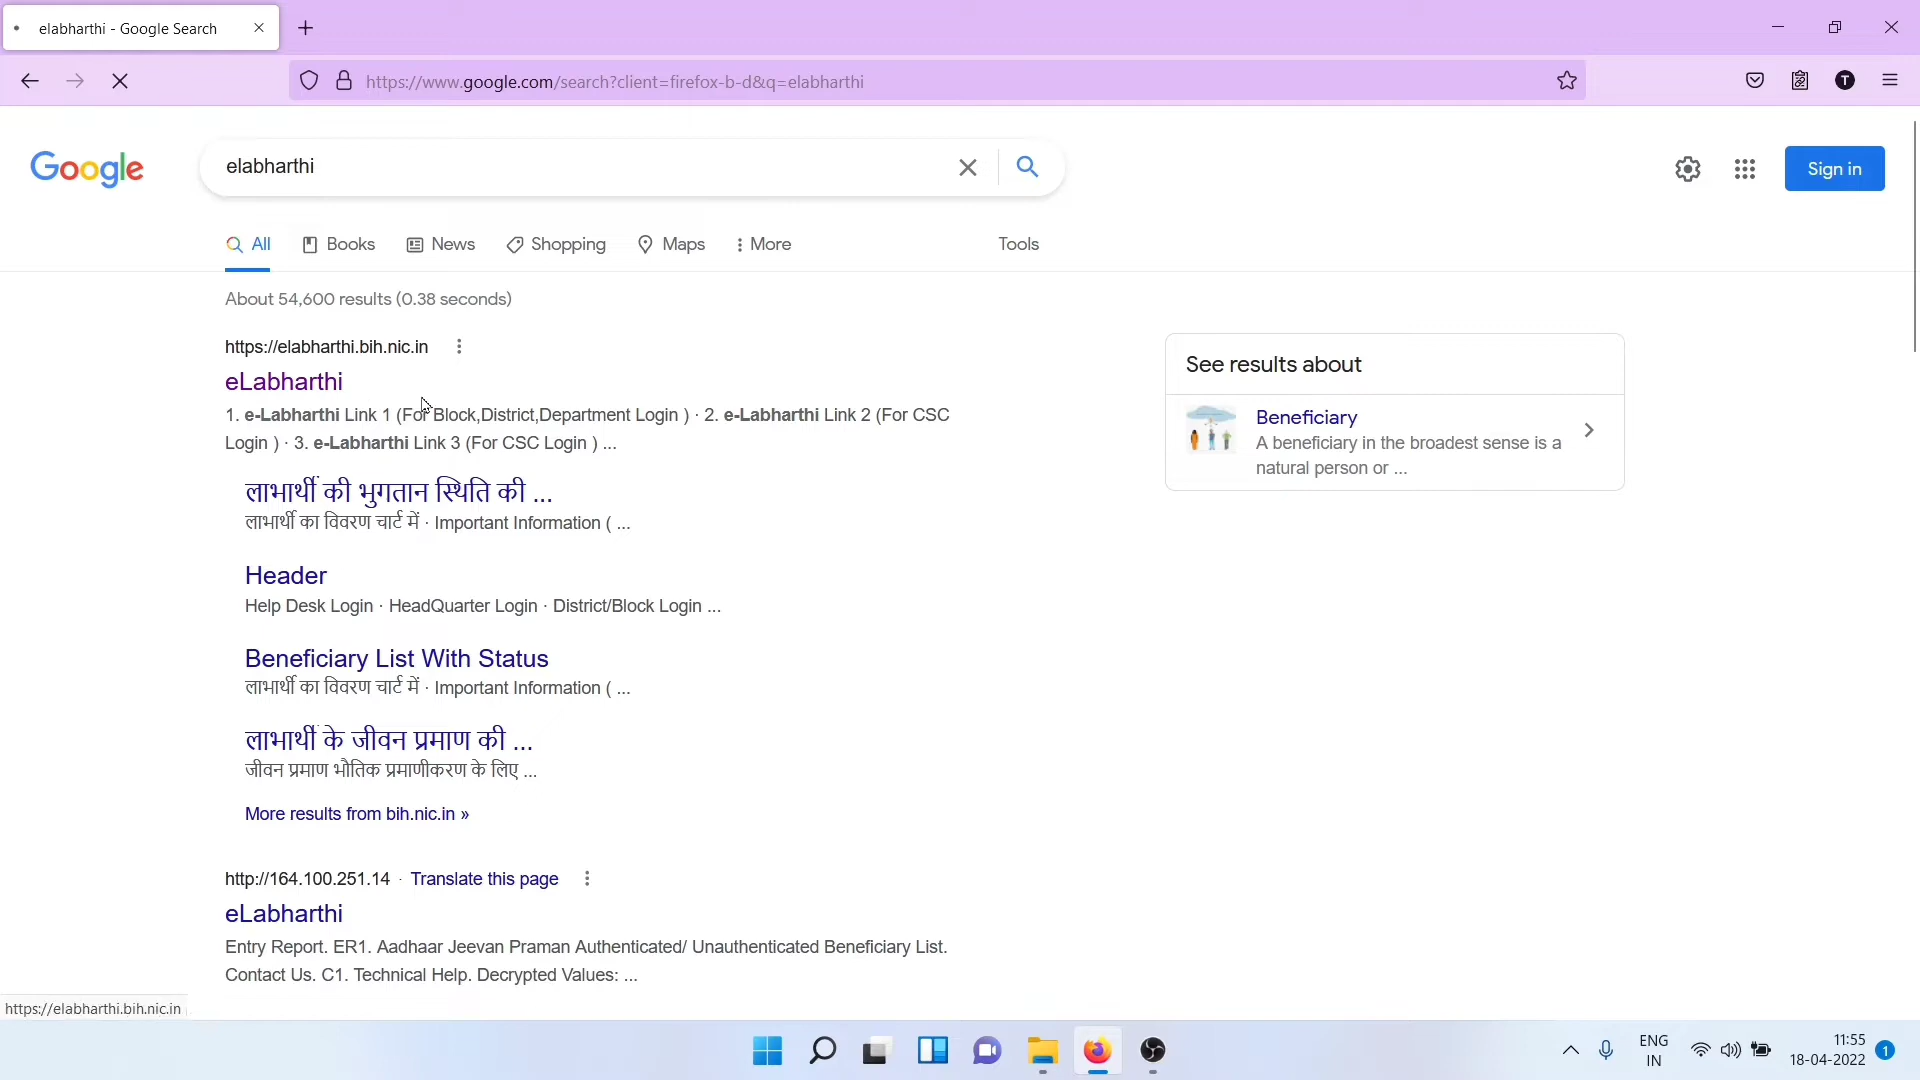 elabharthi - Google Search
https://www.google.com/search?client=firefox-b-d&q=elabharthi
T
Google
elabharthi
Sign in
All
Books
News
Shopping
Maps
More
Tools
About 54,600 results (0.38 seconds)
https://elabharthi.bih.nic.in
eLabharthi
1. e-Labharthi Link 1 (For Block,District,Department Login ) · 2. e-Labharthi Link 2 (For CSC
Login ) · 3. e-Labharthi Link 3 (For CSC Login ) ...
लाभार्थी की भुगतान स्थिति की ...
लाभार्थी का विवरण चार्ट में · Important Information ( ...
Header
Help Desk Login · HeadQuarter Login · District/Block Login ...
Beneficiary List With Status
लाभार्थी का विवरण चार्ट में · Important Information ( ...
लाभार्थी के जीवन प्रमाण की ...
जीवन प्रमाण भौतिक प्रमाणीकरण के लिए ...
More results from bih.nic.in »
http://164.100.251.14 · Translate this page
eLabharthi
Entry Report. ER1. Aadhaar Jeevan Praman Authenticated/ Unauthenticated Beneficiary List.
Contact Us. C1. Technical Help. Decrypted Values: ...
See results about
Beneficiary
A beneficiary in the broadest sense is a
natural person or ...
https://elabharthi.bih.nic.in
ENG
IN
11:55
18-04-2022
1